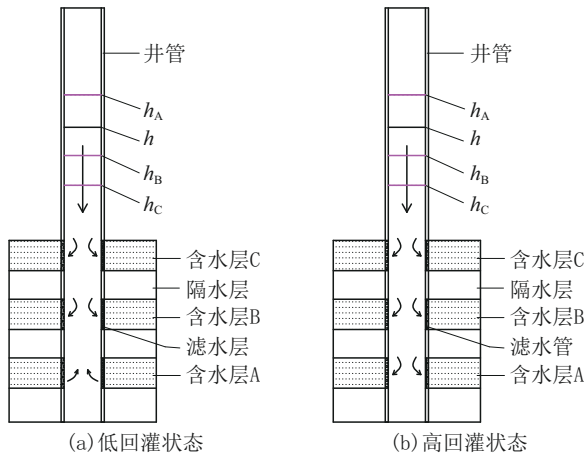 井管
hA
h
hB
hC
含水层C
隔水层
含水层B
滤水层
含水层A
(a)低回灌状态
井管
hA
h
hB
hC
含水层C
隔水层
含水层B
滤水管
含水层A
(b)高回灌状态